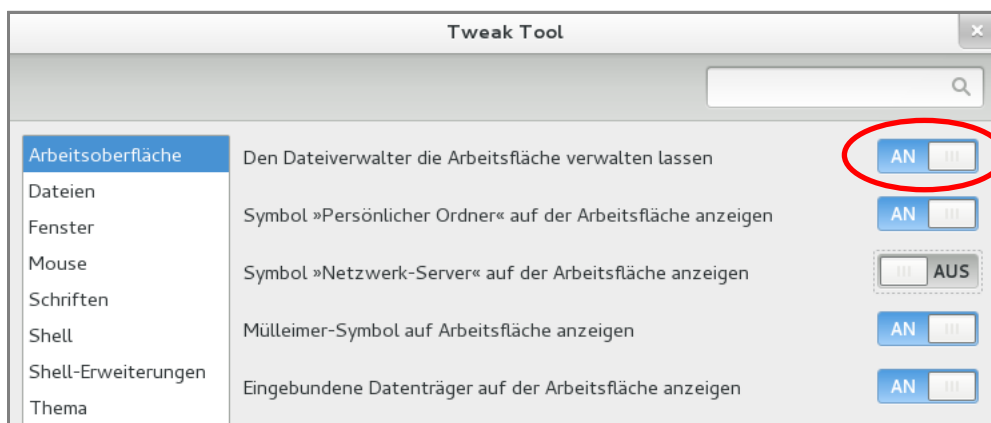 Tweak Tool
Arbeitsoberfläche
Dateien
Fenster
Mouse
Schriften
Shell
Shell-Erweiterungen
Thema
Den Dateiverwalter die Arbeitsfläche verwalten lassen AN
Symbol »Persönlicher Ordner« auf der Arbeitsfläche anzeigen AN
Symbol »Netzwerk-Server« auf der Arbeitsfläche anzeigen AUS
Mülleimer-Symbol auf Arbeitsfläche anzeigen AN
Eingebundene Datenträger auf der Arbeitsfläche anzeigen AN